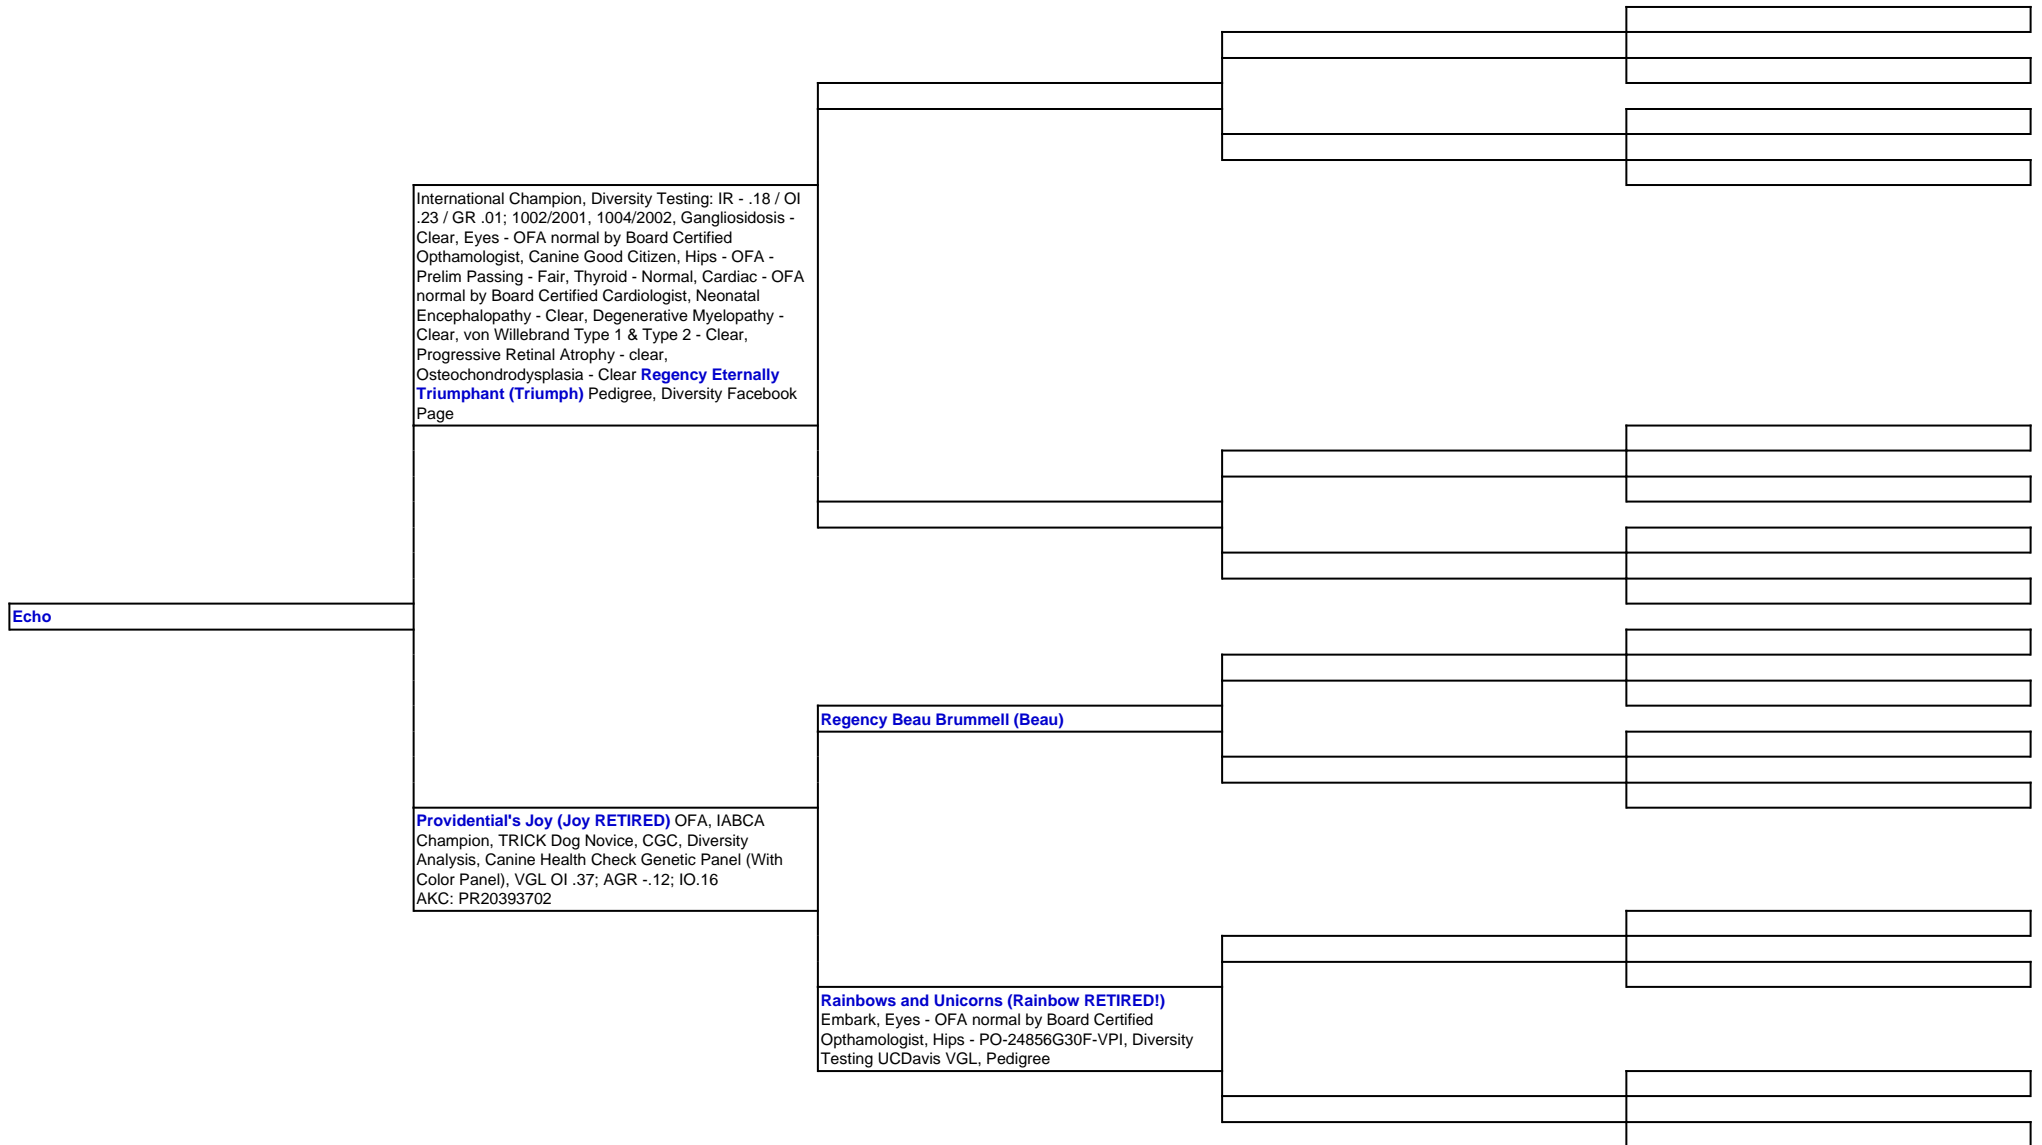 International Champion, Diversity Testing: IR - .18 / OI
.23 / GR .01; 1002/2001, 1004/2002, Gangliosidosis -
Clear, Eyes - OFA normal by Board Certified
Opthamologist, Canine Good Citizen, Hips - OFA -
Prelim Passing - Fair, Thyroid - Normal, Cardiac - OFA
normal by Board Certified Cardiologist, Neonatal
Encephalopathy - Clear, Degenerative Myelopathy -
Clear, von Willebrand Type 1 & Type 2 - Clear,
Progressive Retinal Atrophy - clear,
Osteochondrodysplasia - Clear Regency Eternally
Triumphant (Triumph) Pedigree, Diversity Facebook
Page
Echo
Regency Beau Brummell (Beau)
Providential's Joy (Joy RETIRED) OFA, IABCA
Champion, TRICK Dog Novice, CGC, Diversity
Analysis, Canine Health Check Genetic Panel (With
Color Panel), VGL OI .37; AGR -.12; IO.16
AKC: PR20393702
Rainbows and Unicorns (Rainbow RETIRED!)
Embark, Eyes - OFA normal by Board Certified
Opthamologist, Hips - PO-24856G30F-VPI, Diversity
Testing UCDavis VGL, Pedigree